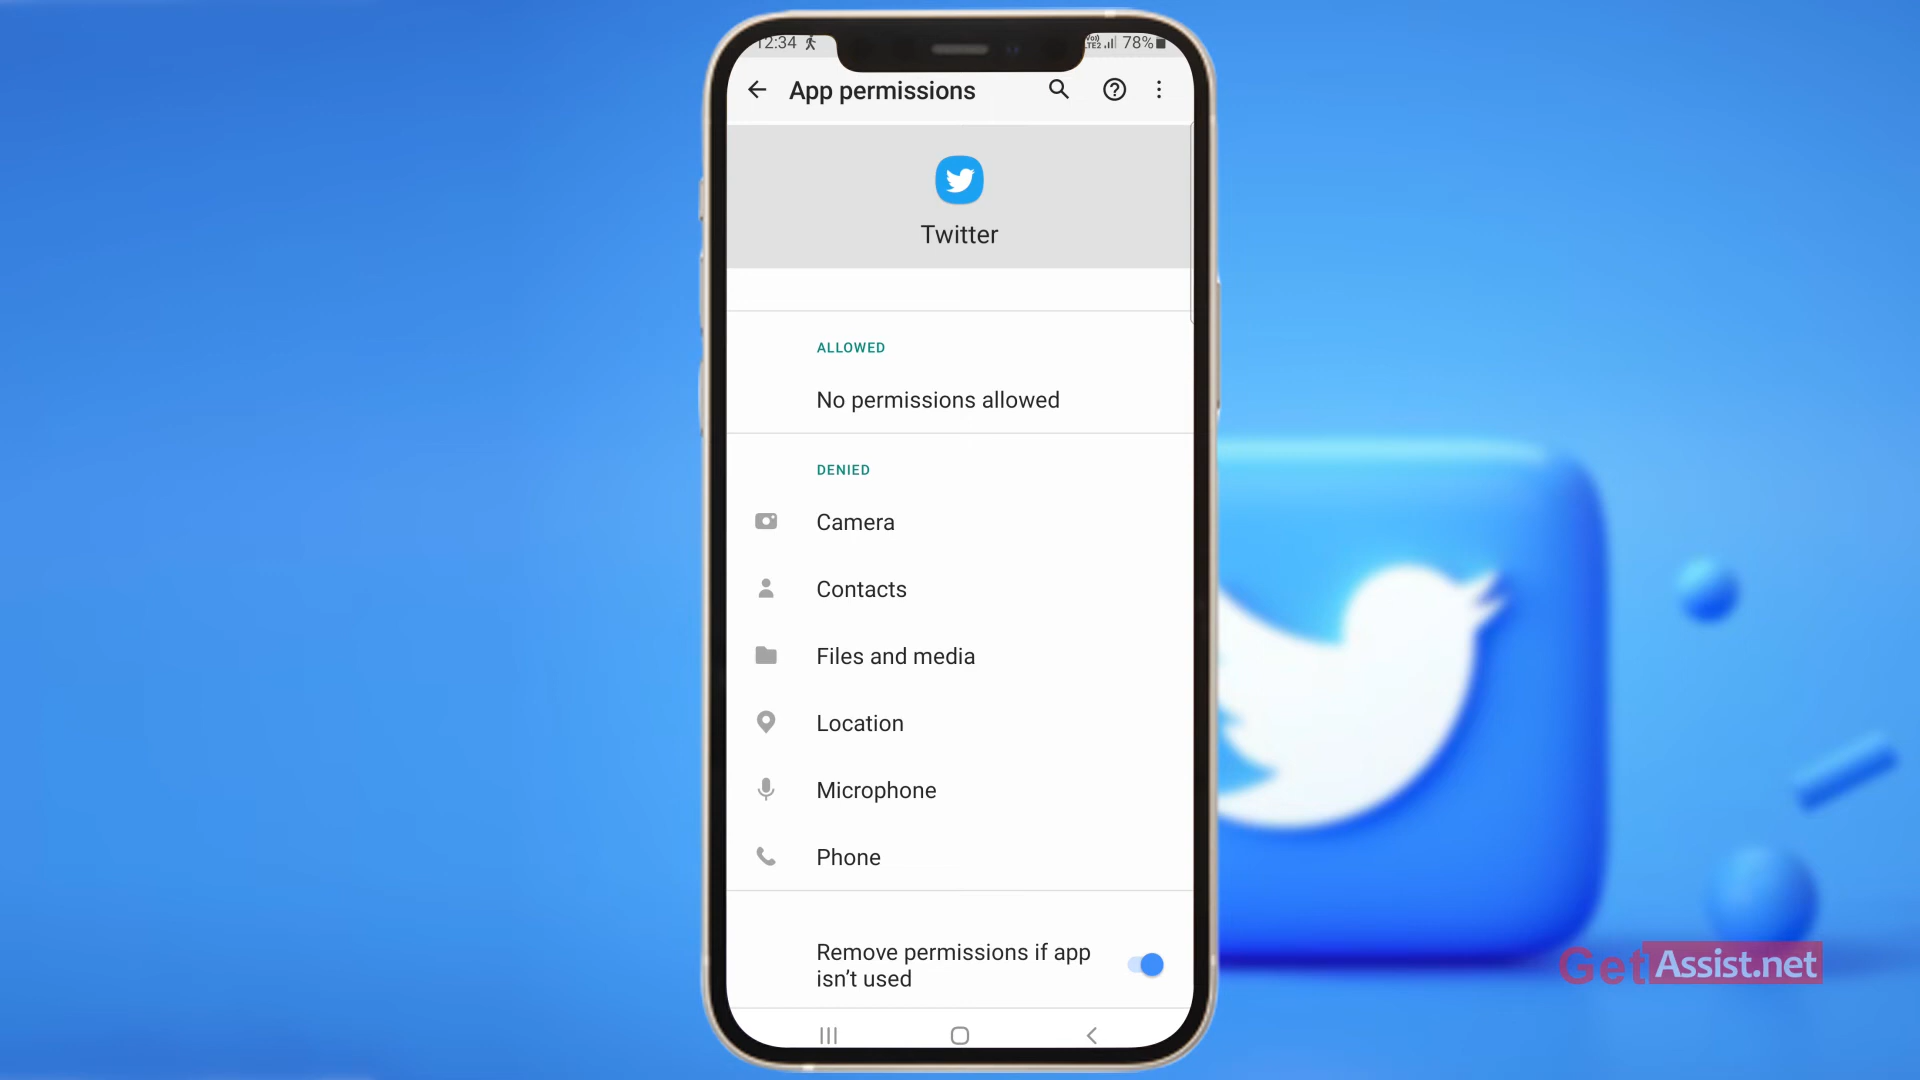 12:34 78%
App permissions
Twitter
ALLOWED
No permissions allowed
DENIED
Camera
Contacts
Files and media
Location
Microphone
Phone
Remove permissions if app
isn't used
GetAssist.net